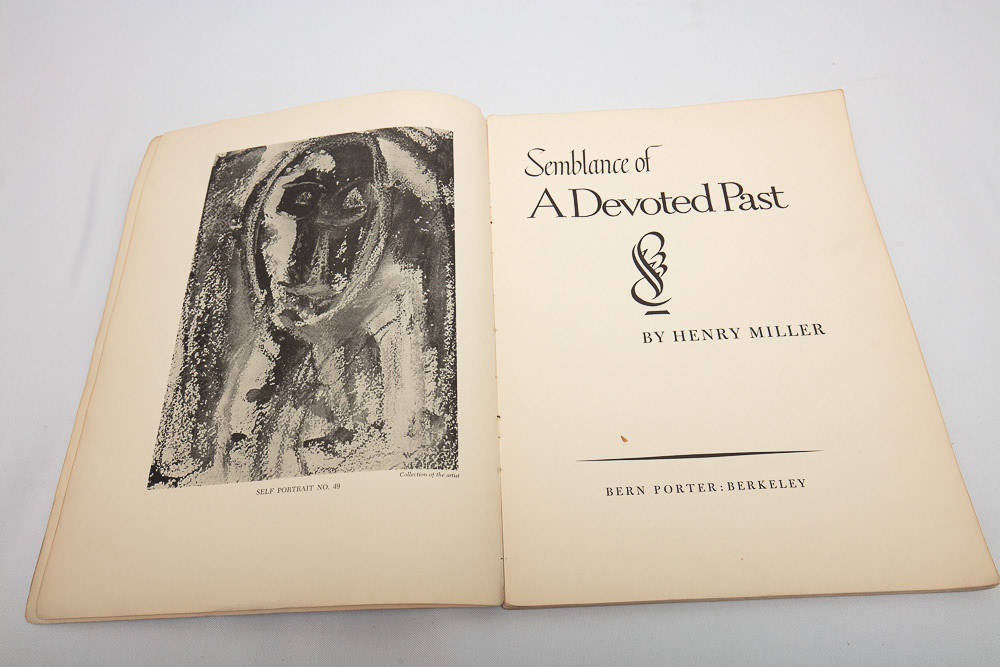 Collection of the artist
SELF PORTRAIT NO. 49
Semblance of
A Devoted Past
BY HENRY MILLER
BERN PORTER : BERKELEY